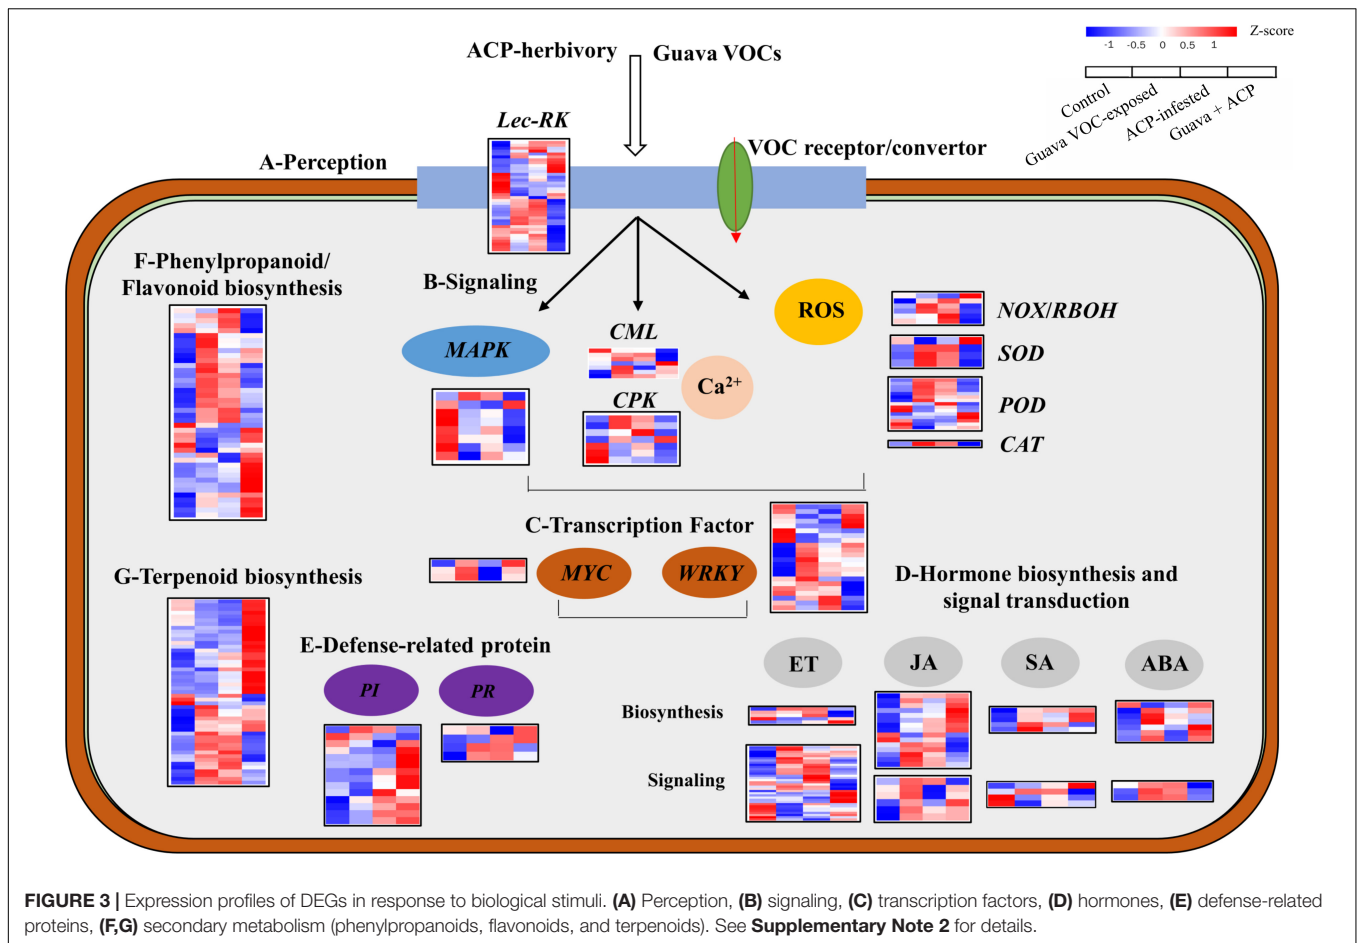 ACP-herbivory Guava VOCs
Z-score
-1 -0.5 0 0.5 1
Control
Guava VOC-exposed
ACP-infested
Guava + ACP
Lec-RK
A-Perception
VOC receptor/convertor
F-Phenylpropanoid/
Flavonoid biosynthesis
B-Signaling
MAPK
CML
CPK
Ca2+
ROS
NOX/RBOH
SOD
POD
CAT
C-Transcription Factor
MYC
WRKY
G-Terpenoid biosynthesis
D-Hormone biosynthesis and
signal transduction
E-Defense-related protein
PI
PR
ET
JA
SA
ABA
Biosynthesis
Signaling
FIGURE 3 | Expression profiles of DEGs in response to biological stimuli. (A) Perception, (B) signaling, (C) transcription factors, (D) hormones, (E) defense-related
proteins, (F,G) secondary metabolism (phenylpropanoids, flavonoids, and terpenoids). See Supplementary Note 2 for details.